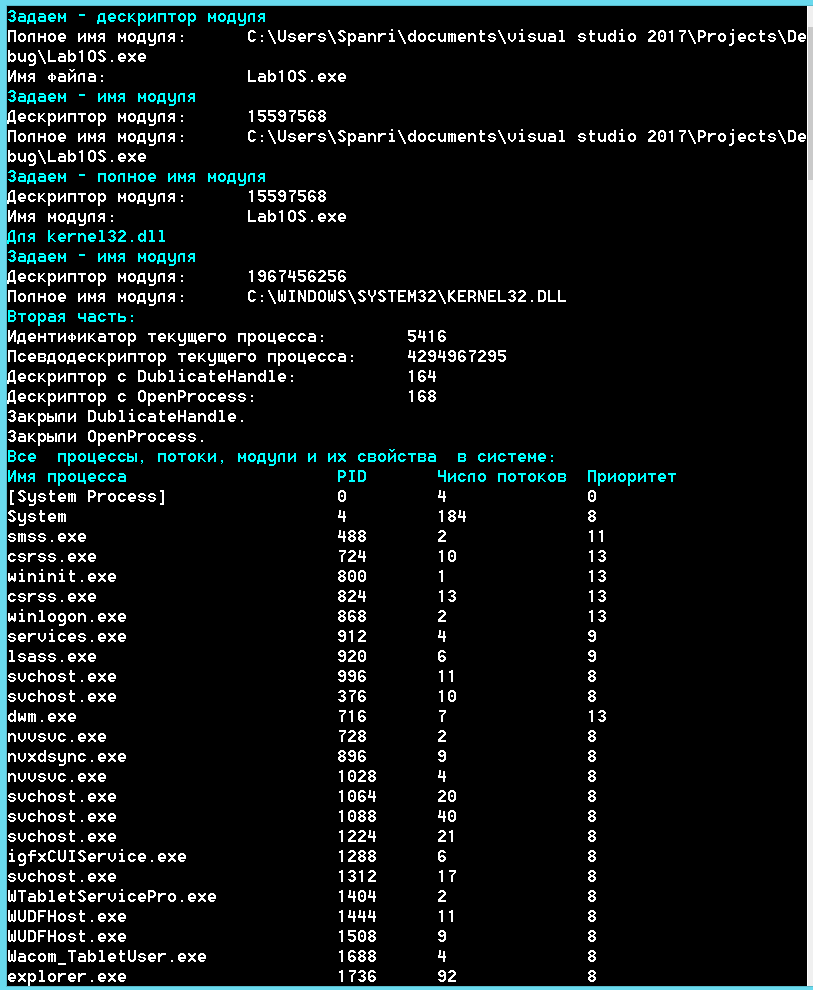 Задаем - дескриптор модуля
Полное имя модуля: C:\Users\Spanri\documents\visual studio 2017\Projects\De
bug\Lab1OS.exe
Имя файла: Lab1OS.exe
Задаем - имя модуля
Дескриптор модуля: 15597568
Полное имя модуля: C:\Users\Spanri\documents\visual studio 2017\Projects\De
bug\Lab1OS.exe
Задаем - полное имя модуля
Дескриптор модуля: 15597568
Имя модуля: Lab1OS.exe
Для kernel32.dll
Задаем - имя модуля
Дескриптор модуля: 1967456256
Полное имя модуля: C:\WINDOWS\SYSTEM32\KERNEL32.DLL
Вторая часть:
Идентификатор текущего процесса: 5416
Псевдодескриптор текущего процесса: 4294967295
Дескриптор с DublicateHandle: 164
Дескриптор с OpenProcess: 168
Закрыли DublicateHandle.
Закрыли OpenProcess.
Все  процессы, потоки, модули и их свойства  в системе:
Имя процесса PID Число потоков Приоритет
[System Process] 0 4 0
System 4 184 8
smss.exe 488 2 11
csrss.exe 724 10 13
wininit.exe 800 1 13
csrss.exe 824 13 13
winlogon.exe 868 2 13
services.exe 912 4 9
lsass.exe 920 6 9
svchost.exe 996 11 8
svchost.exe 376 10 8
dwm.exe 716 7 13
nvvsvc.exe 728 2 8
nvxdsync.exe 896 9 8
nvvsvc.exe 1028 4 8
svchost.exe 1064 20 8
svchost.exe 1088 40 8
svchost.exe 1224 21 8
igfxCUIService.exe 1288 6 8
svchost.exe 1312 17 8
WTabletServicePro.exe 1404 2 8
WUDFHost.exe 1444 11 8
WUDFHost.exe 1508 9 8
Wacom_TabletUser.exe 1688 4 8
explorer.exe 1736 92 8